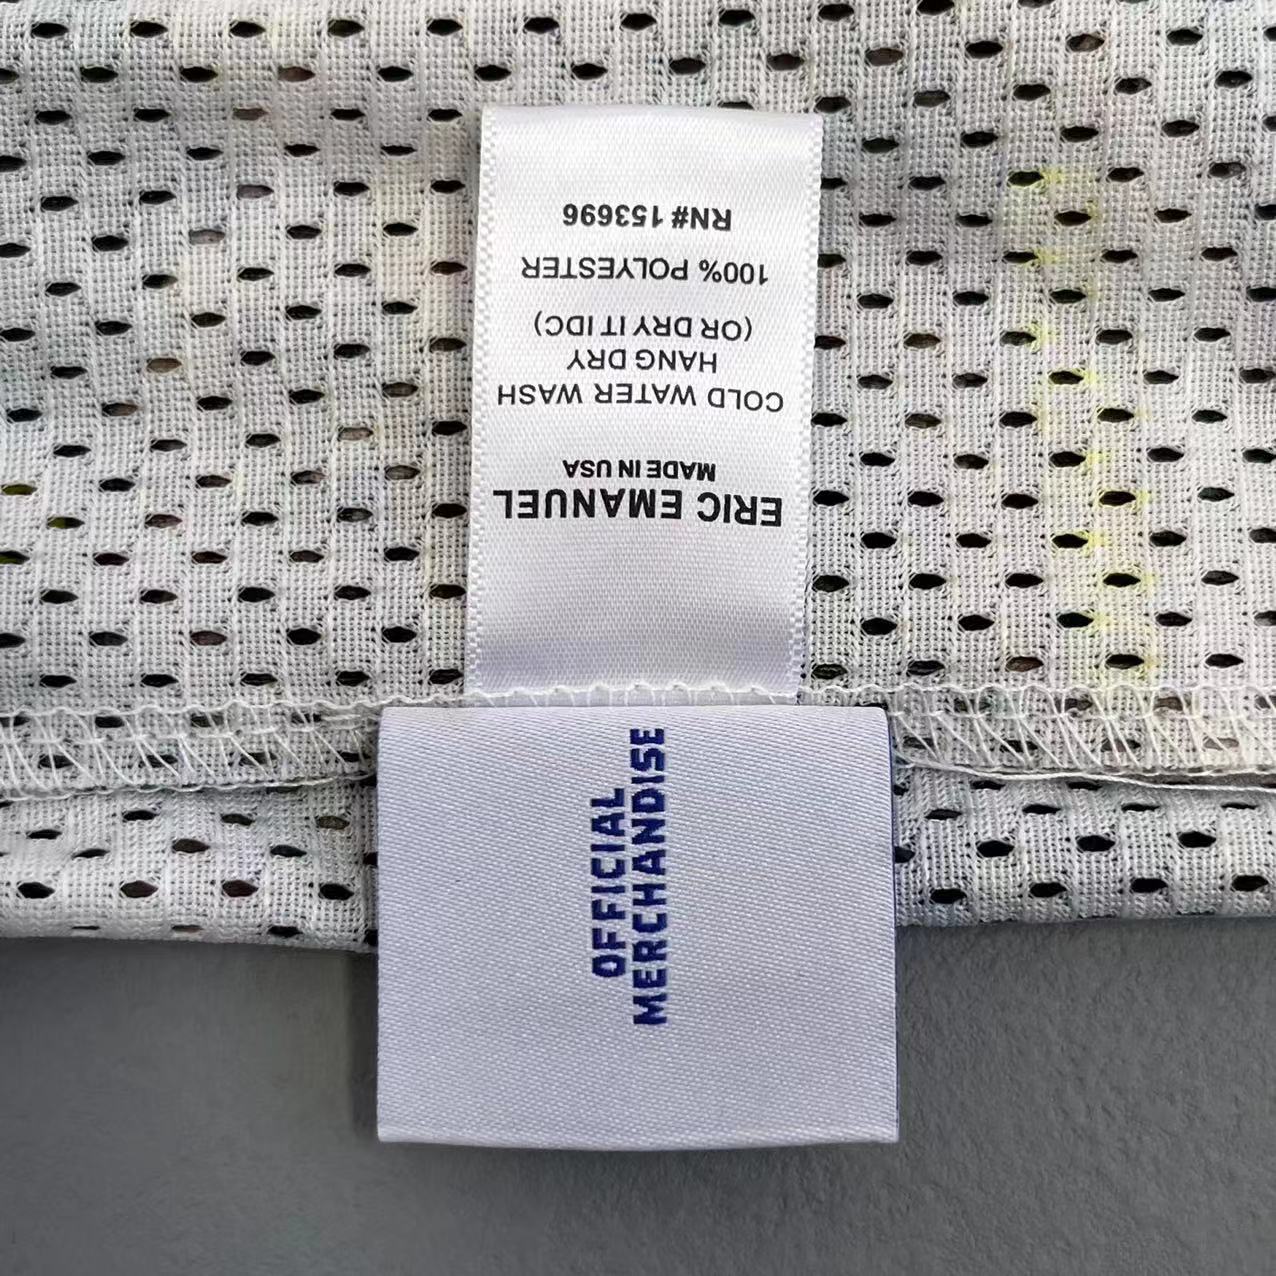 ERIC EMANUEL
MADE IN USA
COLD WATER WASH
HANG DRY
(OR DRY IT IDC)
100% POLYESTER
RN# 153696
OFFICIAL
MERCHANDISE